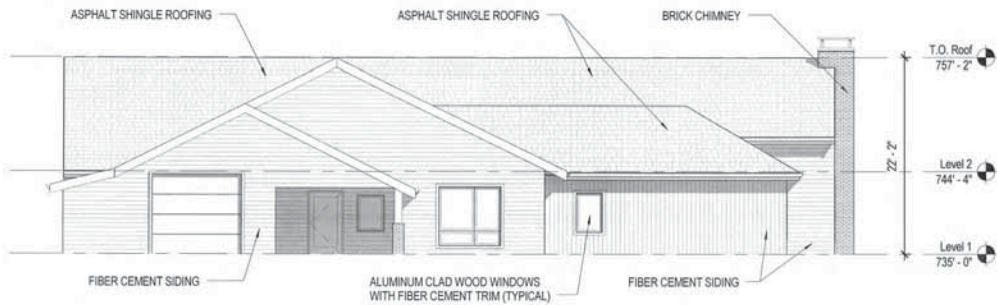 ASPHALT SHINGLE ROOFING
ASPHALT SHINGLE ROOFING
BRICK CHIMNEY
T.O. Roof
757' - 2"
22' - 2"
Level 2
744' - 4"
Level 1
735' - 0"
FIBER CEMENT SIDING
ALUMINUM CLAD WOOD WINDOWS
WITH FIBER CEMENT TRIM (TYPICAL)
FIBER CEMENT SIDING